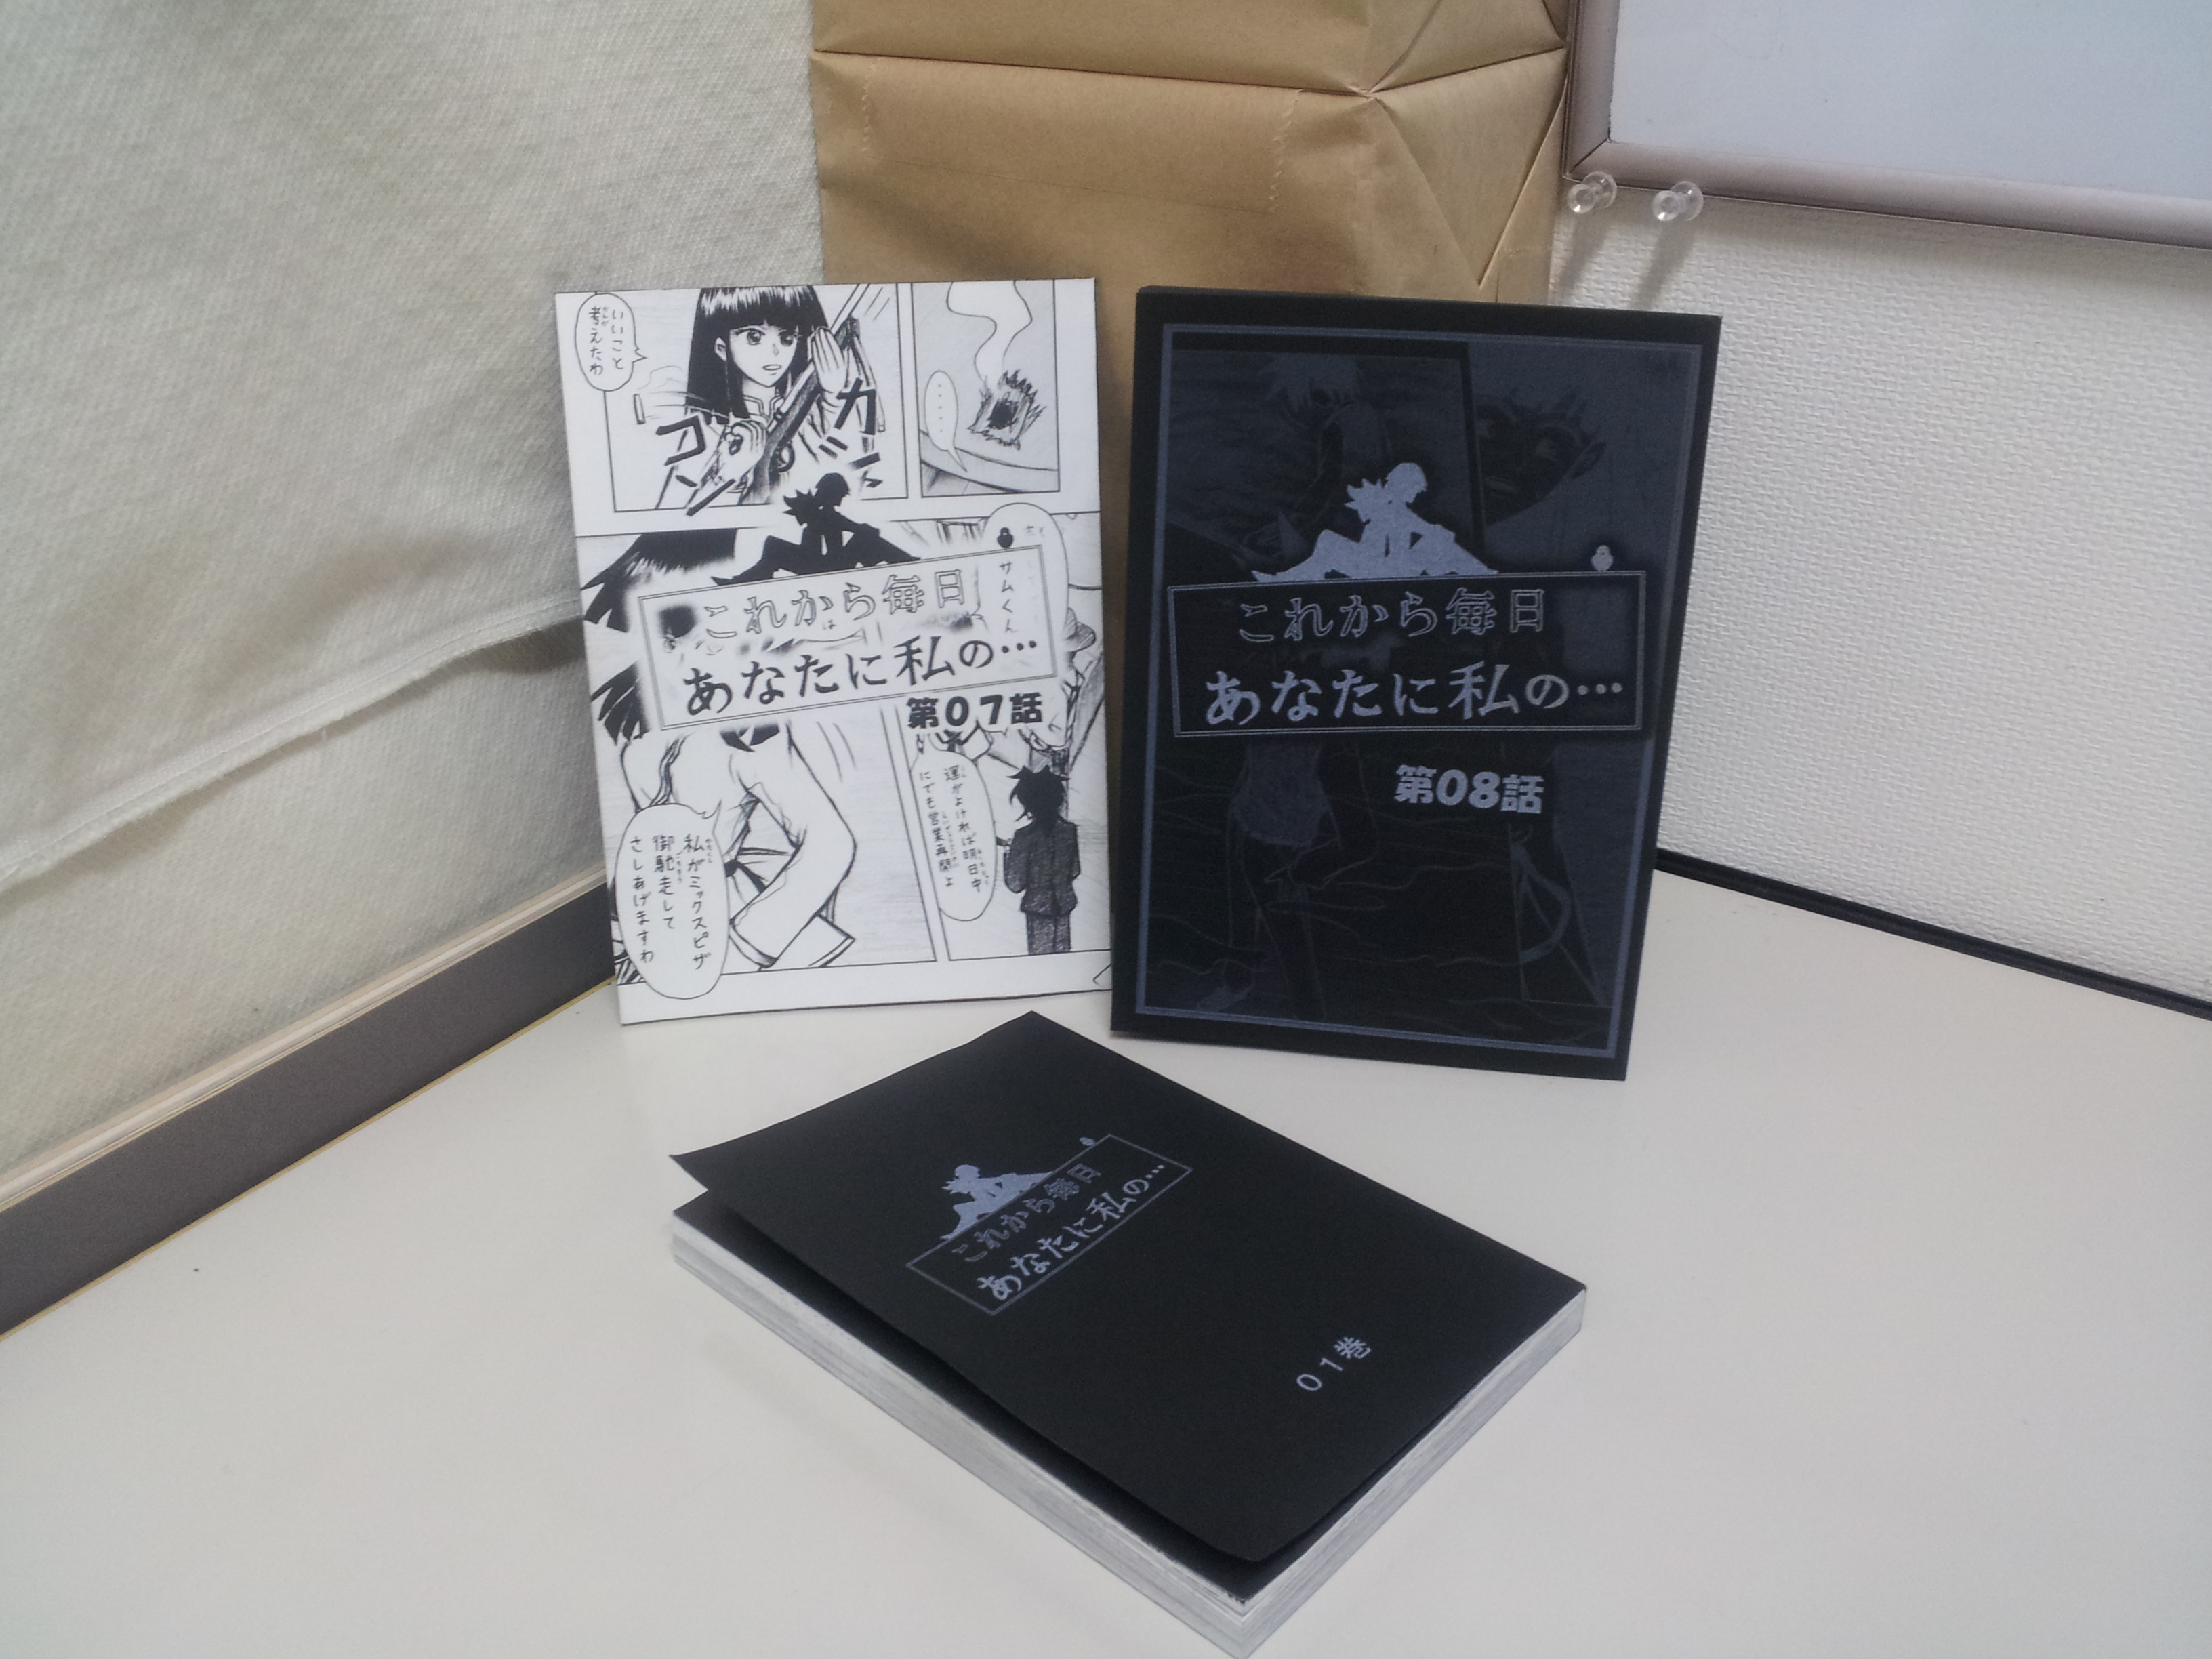 いいこと
考えたわ
カシ
コン
‥‥‥
サムくん
これから毎日
あなたに私の…
第07話
私がミックスピザ
御馳走して
さしあげますわ
運がよければ明日中
にでも営業再開よ
これから毎日
あなたに私の…
第08話
これから毎日
あなたに私の…
01巻